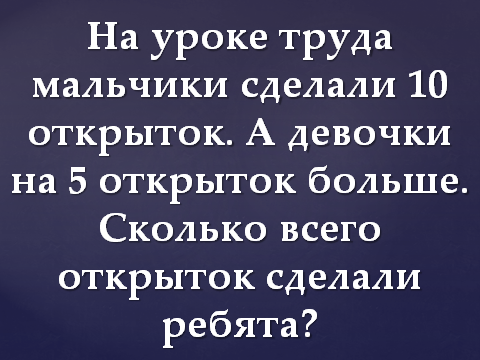 На уроке труда
мальчики сделали 10
открыток. А девочки
на 5 открыток больше.
Сколько всего
открыток сделали
ребята?